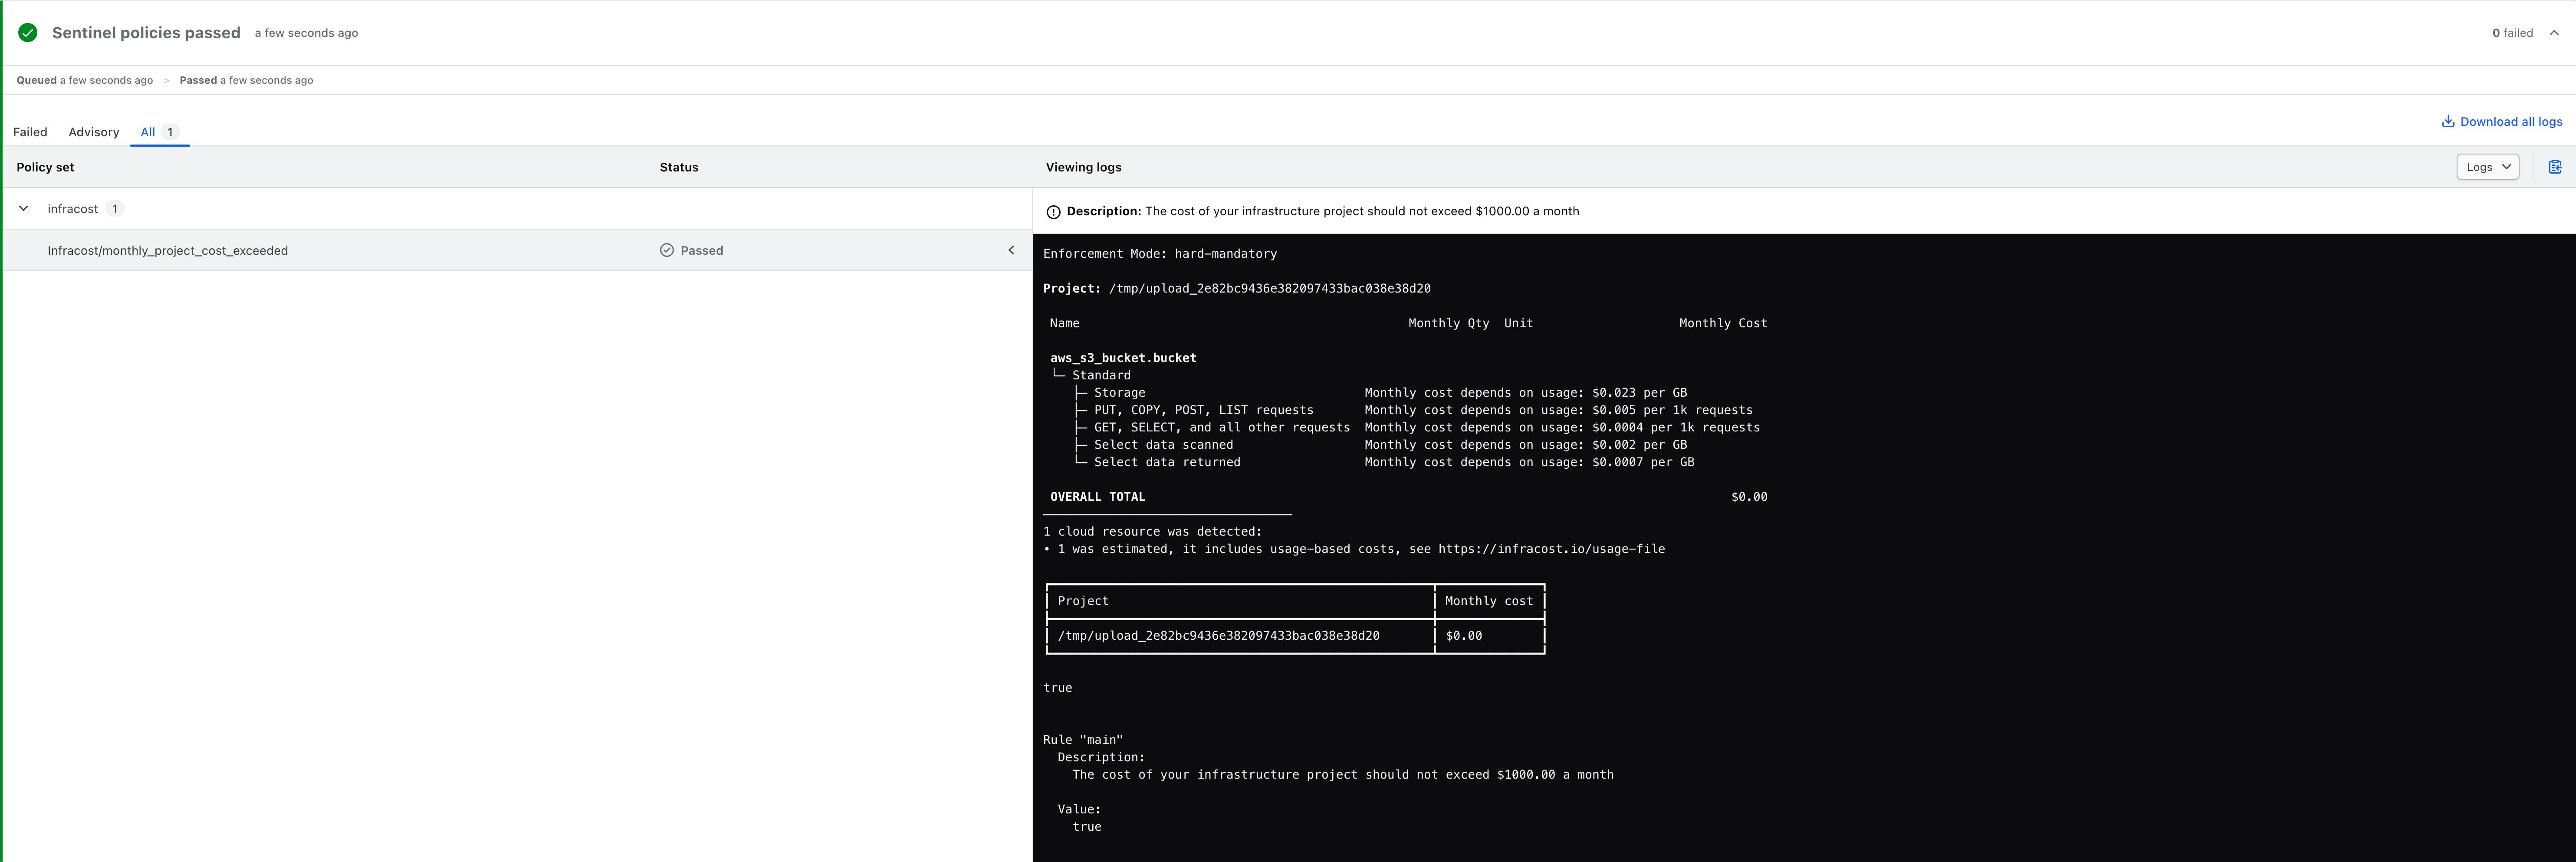 Sentinel policies passed a few seconds ago 0 failed
Queued a few seconds ago > Passed a few seconds ago
Failed Advisory All 1 Download all logs
Policy set Status Viewing logs Logs
infracost 1
Infracost/monthly_project_cost_exceeded Passed
Description: The cost of your infrastructure project should not exceed $1000.00 a month
Enforcement Mode: hard-mandatory
Project: /tmp/upload_2e82bc9436e382097433bac038e38d20
Name Monthly Qty Unit Monthly Cost
aws_s3_bucket.bucket
└─ Standard
├─ Storage Monthly cost depends on usage: $0.023 per GB
├─ PUT, COPY, POST, LIST requests Monthly cost depends on usage: $0.005 per 1k requests
├─ GET, SELECT, and all other requests Monthly cost depends on usage: $0.0004 per 1k requests
├─ Select data scanned Monthly cost depends on usage: $0.002 per GB
└─ Select data returned Monthly cost depends on usage: $0.0007 per GB
OVERALL TOTAL $0.00
1 cloud resource was detected:
• 1 was estimated, it includes usage-based costs, see https://infracost.io/usage-file
Project Monthly cost
/tmp/upload_2e82bc9436e382097433bac038e38d20 $0.00
true
Rule "main"
Description:
The cost of your infrastructure project should not exceed $1000.00 a month
Value:
true